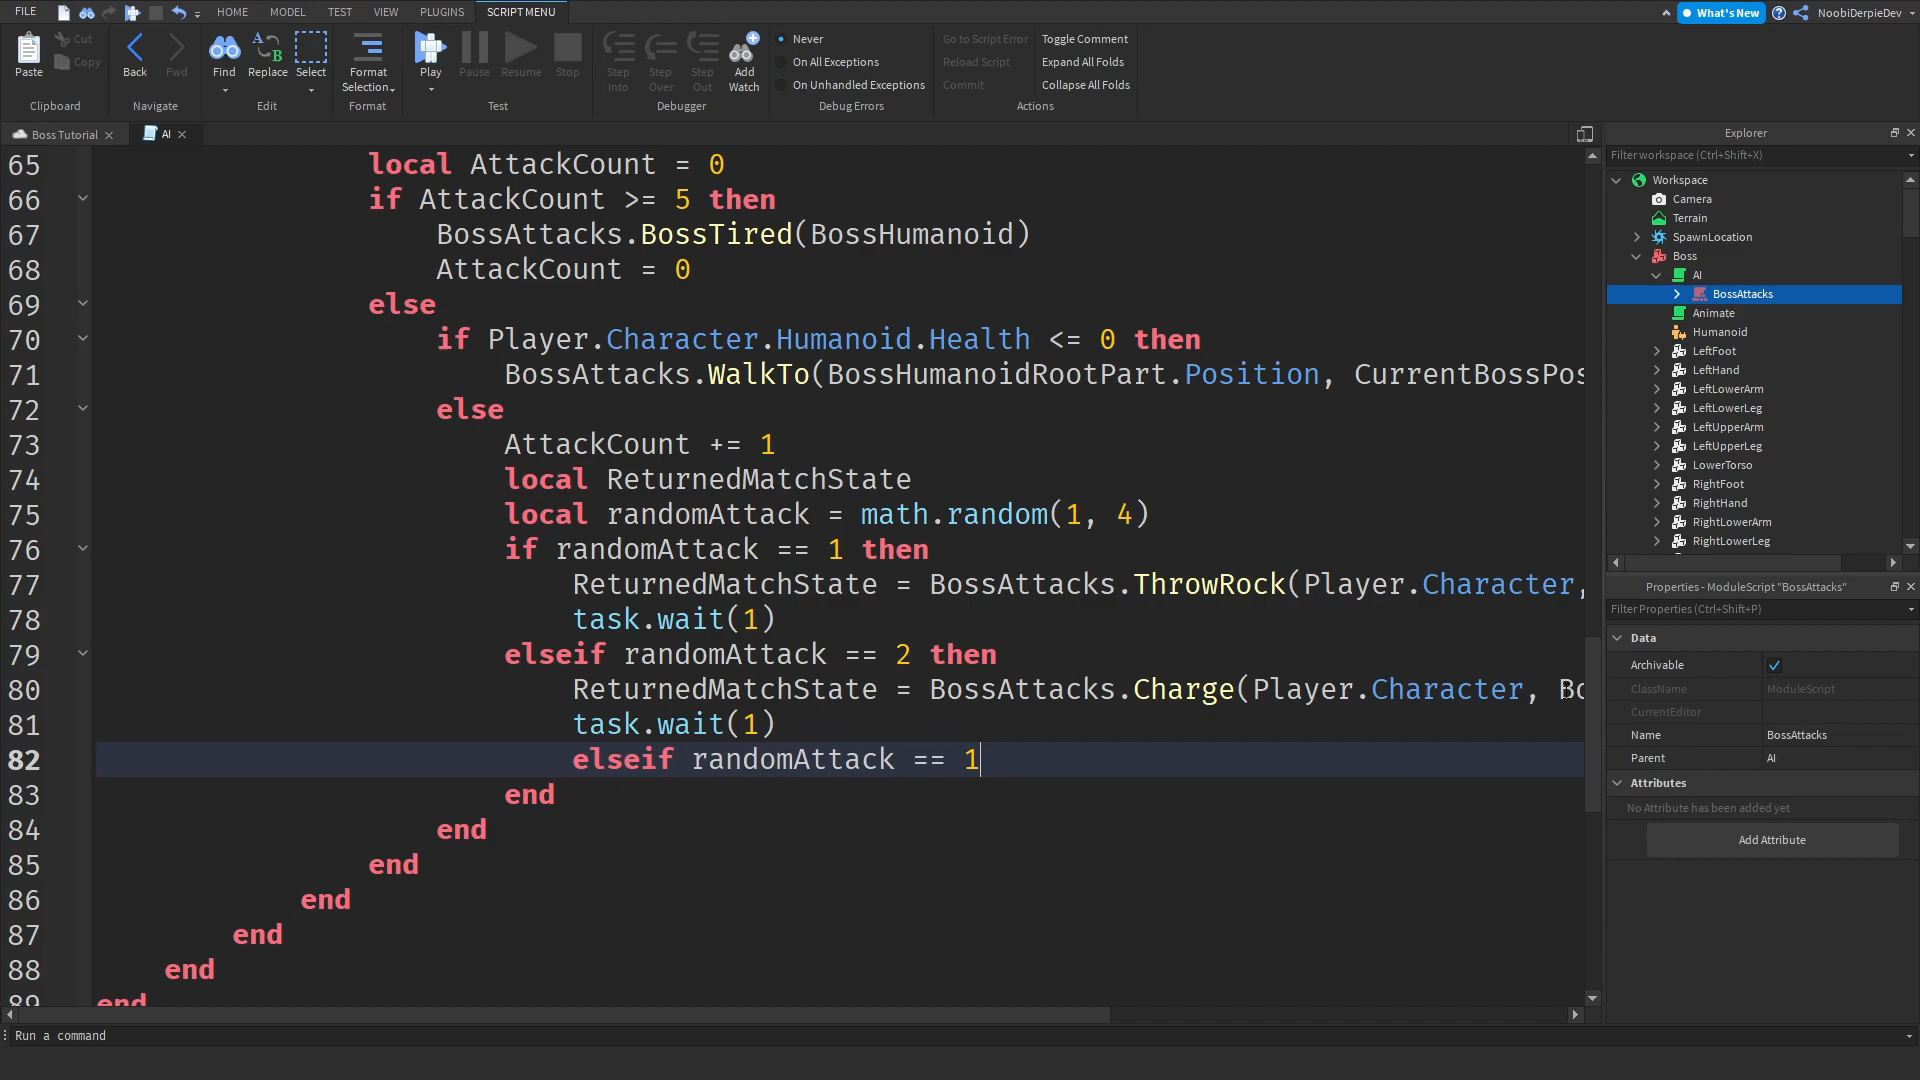 FILE HOME MODEL TEST VIEW PLUGINS SCRIPT MENU What's New NoobiDerpieDev
Paste Cut Copy
Clipboard
Back Fwd
Navigate
Find Replace Select
Edit
Format Selection
Format
Play Pause Resume Stop
Test
Step Into Step Over Step Out Add Watch
Debugger
Never
On All Exceptions
On Unhandled Exceptions
Debug Errors
Go to Script Error Toggle Comment
Reload Script Expand All Folds
Commit Collapse All Folds
Actions
Boss Tutorial AI
65 local AttackCount = 0
66 if AttackCount >= 5 then
67 BossAttacks.BossTired(BossHumanoid)
68 AttackCount = 0
69 else
70 if Player.Character.Humanoid.Health <= 0 then
71 BossAttacks.WalkTo(BossHumanoidRootPart.Position, CurrentBossPos
72 else
73 AttackCount += 1
74 local ReturnedMatchState
75 local randomAttack = math.random(1, 4)
76 if randomAttack == 1 then
77 ReturnedMatchState = BossAttacks.ThrowRock(Player.Character,
78 task.wait(1)
79 elseif randomAttack == 2 then
80 ReturnedMatchState = BossAttacks.Charge(Player.Character, Bo
81 task.wait(1)
82 elseif randomAttack == 1
83 end
84 end
85 end
86 end
87 end
88 end
89 end
Run a command
Explorer
Filter workspace (Ctrl+Shift+X)
Workspace
Camera
Terrain
SpawnLocation
Boss
AI
BossAttacks
Animate
Humanoid
LeftFoot
LeftHand
LeftLowerArm
LeftLowerLeg
LeftUpperArm
LeftUpperLeg
LowerTorso
RightFoot
RightHand
RightLowerArm
RightLowerLeg
Properties - ModuleScript "BossAttacks"
Filter Properties (Ctrl+Shift+P)
Data
Archivable
ClassName ModuleScript
CurrentEditor
Name BossAttacks
Parent AI
Attributes
No Attribute has been added yet
Add Attribute